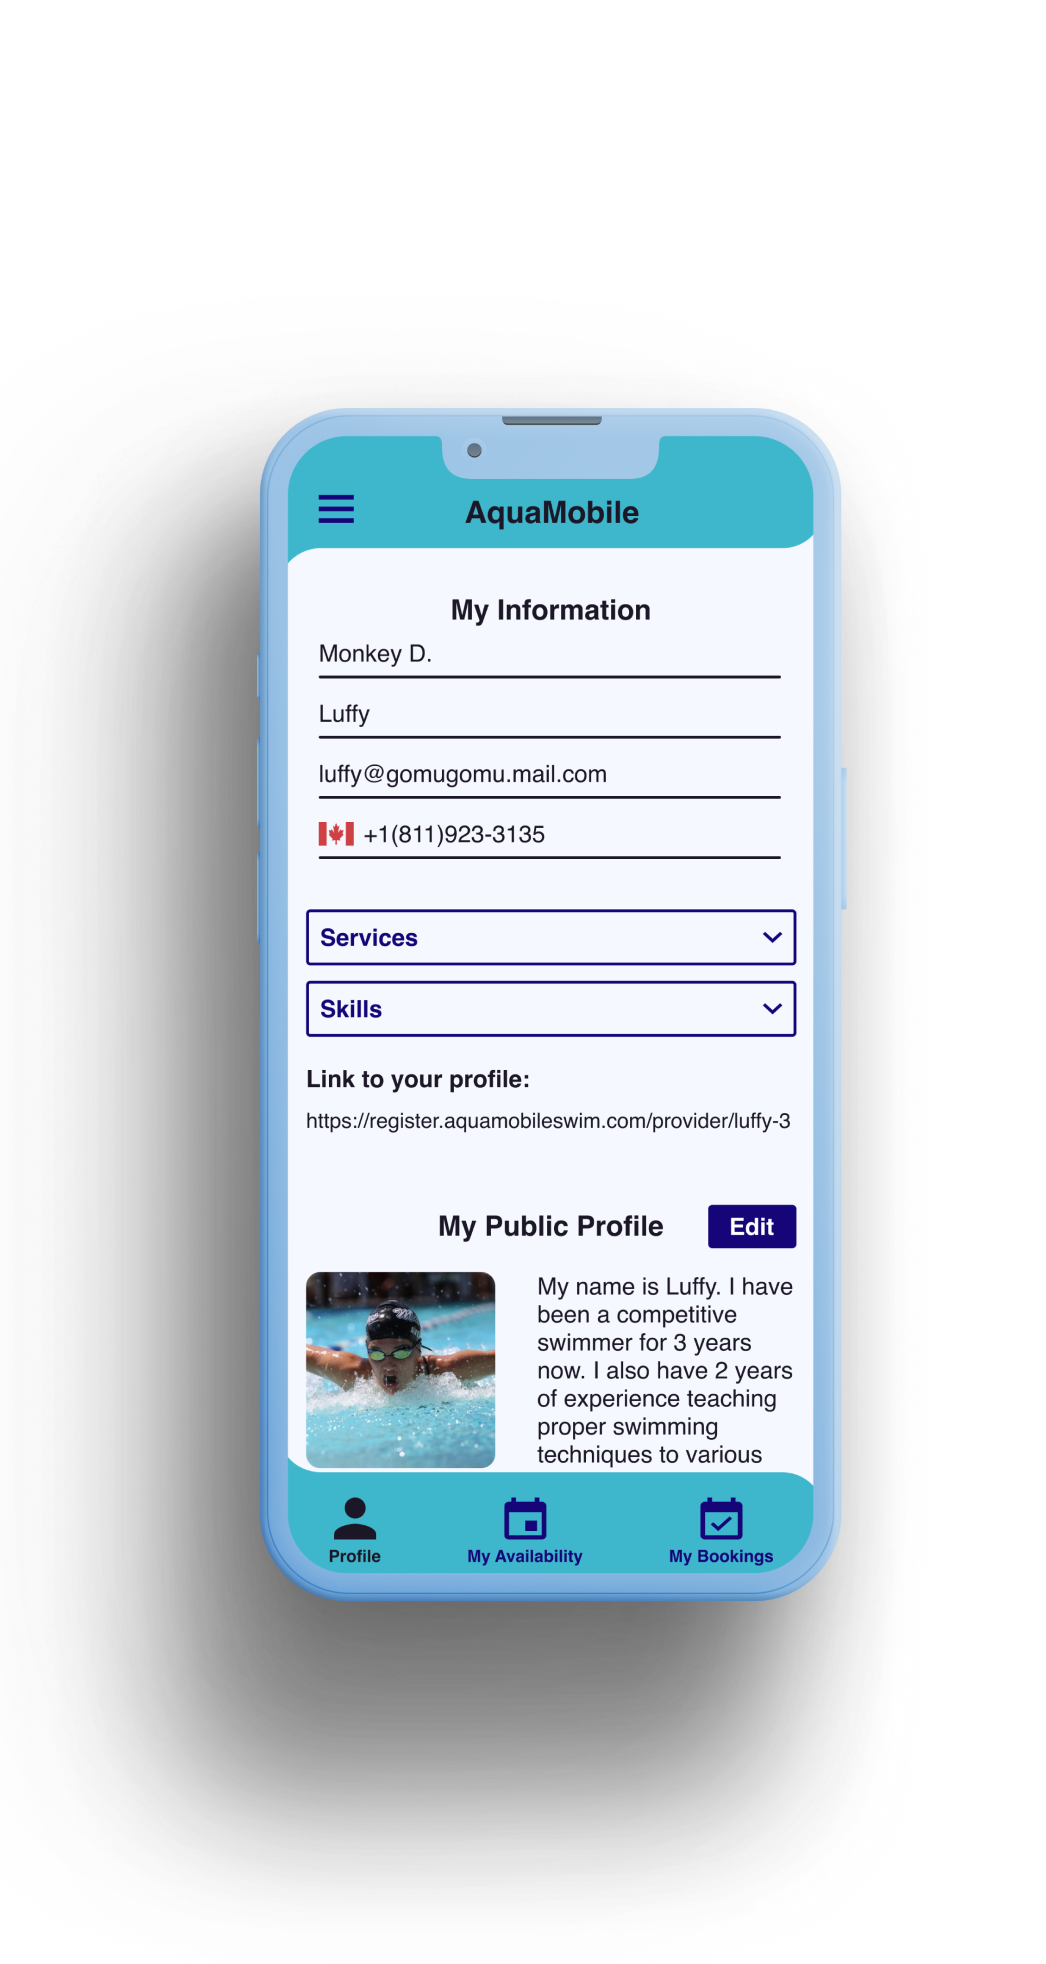 AquaMobile
My Information
Monkey D.
Luffy
luffy@gomugomu.mail.com
+1(811)923-3135
Services
Skills
Link to your profile:
https://register.aquamobileswim.com/provider/luffy-3
My Public Profile
Edit
My name is Luffy. I have
been a competitive
swimmer for 3 years
now. I also have 2 years
of experience teaching
proper swimming
techniques to various
Profile
My Availability
My Bookings